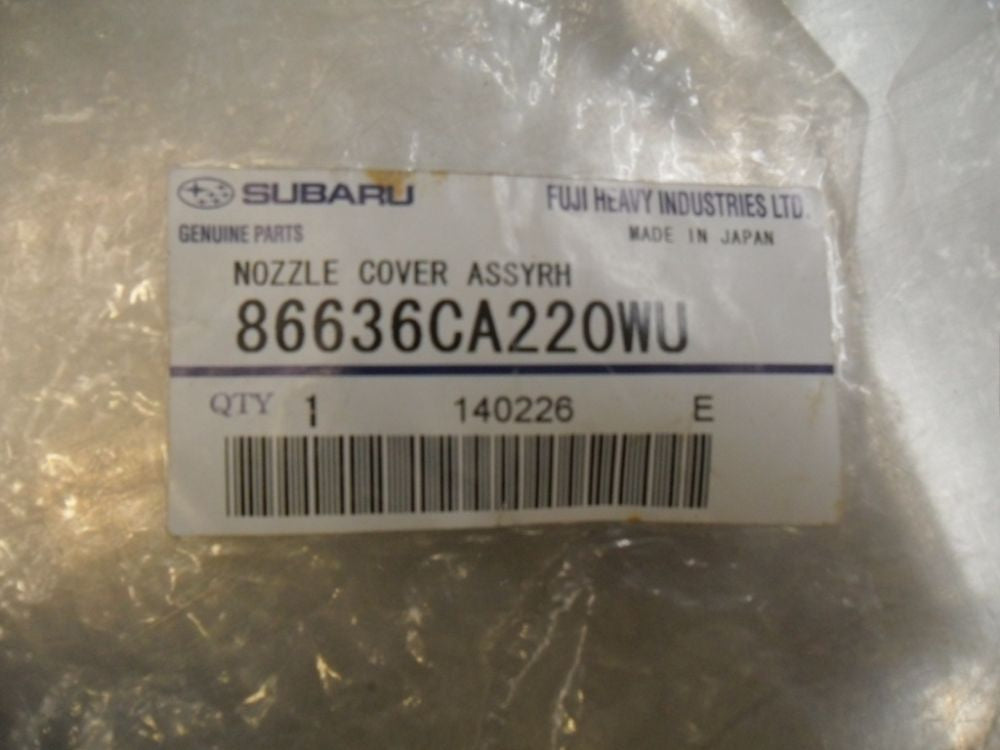 SUBARU FUJI HEAVY INDUSTRIES LTD.
GENUINE PARTS MADE IN JAPAN
NOZZLE COVER ASSYRH
86636CA220WU
QTY 1 140226 E